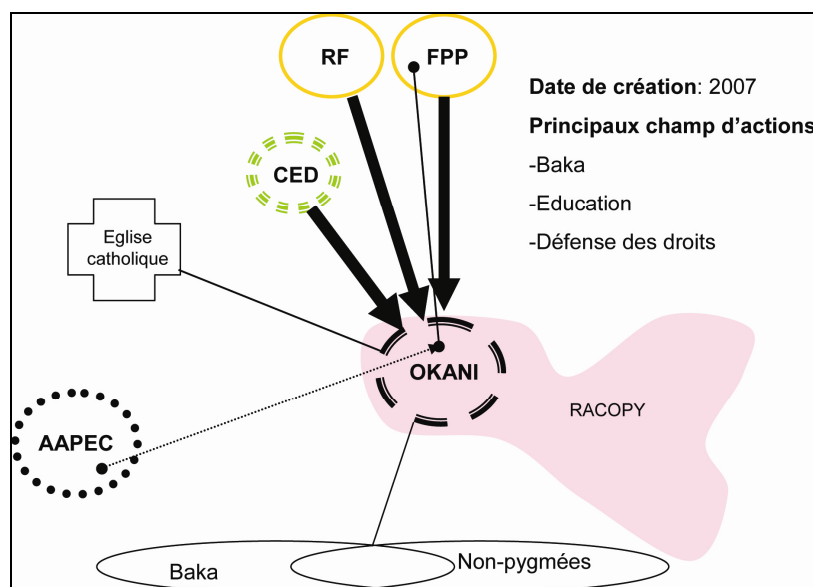 RF
FPP
Date de création: 2007
Principaux champ d'actions
-Baka
-Education
-Défense des droits
CED
Eglise
catholique
OKANI
RACOPY
AAPEC
Baka
Non-pygmées